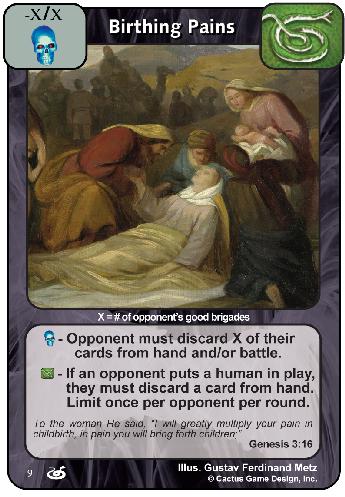 -X/X
Birthing Pains
X = # of opponent's good brigades
- Opponent must discard X of their
cards from hand and/or battle.
- If an opponent puts a human in play,
they must discard a card from hand.
Limit once per opponent per round.
To the woman He said, "I will greatly multiply your pain in
childbirth, in pain you will bring forth children;"
Genesis 3:16
9
Illus. Gustav Ferdinand Metz
© Cactus Game Design, Inc.